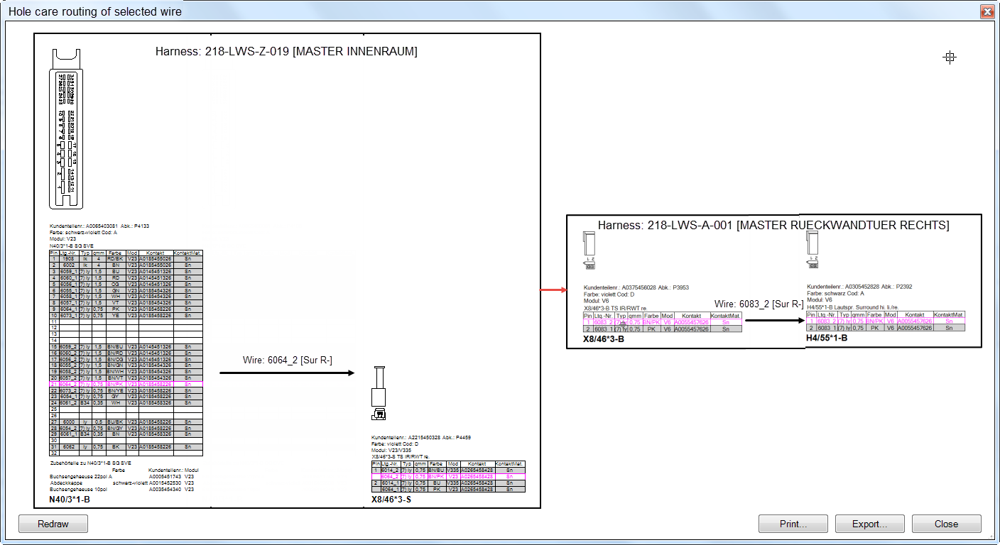 Hole care routing of selected wire
Harness: 218-LWS-Z-019 [MASTER INNENRAUM]
Kundenteilenr.: A0065403081 Abk.: P4133
Farbe: schwarz-violett Cod: A
Modul: V23
N40/3*1-B SG SVE
Pin Ltg.-Nr. Typ qmm Farbe Mod Kontakt KontaktMat.
1 1908 lk 4 RD/BK V23 A0185455026 Sn
2 6002 lk 4 BN V23 A0185455026 Sn
3 6059_1 (7) ly 1,5 BU V23 A0145451326 Sn
4 6060_1 (7) ly 1,5 RD V23 A0145451326 Sn
5 6056_1 (7) ly 1,5 OG V23 A0145451326 Sn
6 6055_1 (7) ly 1,5 GN V23 A0185454326 Sn
7 6058_1 (7) ly 1,5 WH V23 A0185454326 Sn
8 6057_1 (7) ly 1,5 VT V23 A0185454326 Sn
9 6064_1 (7) ly 0,75 PK V23 A0185458226 Sn
10 6073_1 (7) ly 0,75 YE V23 A0185458226 Sn
11
12
13
14
15 6059_2 (7) ly 1,5 BN/BU V23 A0145451326 Sn
16 6060_2 (7) ly 1,5 BN/RD V23 A0145451326 Sn
17 6056_2 (7) ly 1,5 BN/OG V23 A0145451326 Sn
18 6055_2 (7) ly 1,5 BN/GN V23 A0185454326 Sn
19 6058_2 (7) ly 1,5 BN/WH V23 A0185454326 Sn
20 6057_2 (7) ly 1,5 BN/VT V23 A0185454326 Sn
21 6064_2 (7) ly 0,75 BN/PK V23 A0185458226 Sn
22 6073_2 (7) ly 0,75 BN/YE V23 A0185458226 Sn
23 6054_1 (7) ly 0,75 GY V23 A0185458226 Sn
24 6061_2 B34 0,35 WH V23 A0185458326 Sn
25
26
27 6000 ly 0,5 BU/BK V23 A0185458226 Sn
28 6054_2 (7) ly 0,75 BN/GY V23 A0185458226 Sn
29 6061_1 B34 0,35 BN V23 A0185458326 Sn
30
31 6062 ly 0,75 BK V23 A0185458226 Sn
32
Zubehörteile zu N40/3*1-B SG SVE
Farbe Kundenteilenr.: Modul
Buchsengehaeuse 22pol A A0005451743 V23
Abdeckkappe schwarz-violett A0015452530 V23
Buchsengehaeuse 10pol A0035454340 V23
N40/3*1-B
Wire: 6064_2 [Sur R-]
Kundenteilenr.: A2215450328 Abk.: P4459
Farbe: violett Cod: D
Modul: V23/V335
X8/46*3-S TS IR/RWT re.
Pin Ltg.-Nr. Typ qmm Farbe Mod Kontakt KontaktMat.
1 6014_2 (7) ly 0,75 BN/BU V335 A0265458428 Sn
6064_2 (7) ly 0,75 BN/PK V23 A0265458428 Sn
2 6014_1 (7) ly 0,75 BU V335 A0265458428 Sn
6064_1 (7) ly 0,75 PK V23 A0265458428 Sn
X8/46*3-S
Harness: 218-LWS-A-001 [MASTER RUECKWANDTUER RECHTS]
Kundenteilenr.: A0375456028 Abk.: P3953
Farbe: violett Cod: D
Modul: V6
X8/46*3-B TS IR/RWT re.
Pin Ltg.-Nr. Typ qmm Farbe Mod Kontakt KontaktMat.
1 6083_2 (7) ly 0,75 BN/PK V6 A0055457626 Sn
2 6083_1 (7) ly 0,75 PK V6 A0055457626 Sn
X8/46*3-B
Wire: 6083_2 [Sur R-]
Kundenteilenr.: A0305452828 Abk.: P2392
Farbe: schwarz Cod: A
Modul: V6
H4/55*1-B Lautspr. Surround hi. li./re.
Pin Ltg.-Nr. Typ qmm Farbe Mod Kontakt KontaktMat.
1 6083_2 (7) ly 0,75 BN/PK V6 A0055457626 Sn
2 6083_1 (7) ly 0,75 PK V6 A0055457626 Sn
H4/55*1-B
Redraw
Print...
Export...
Close